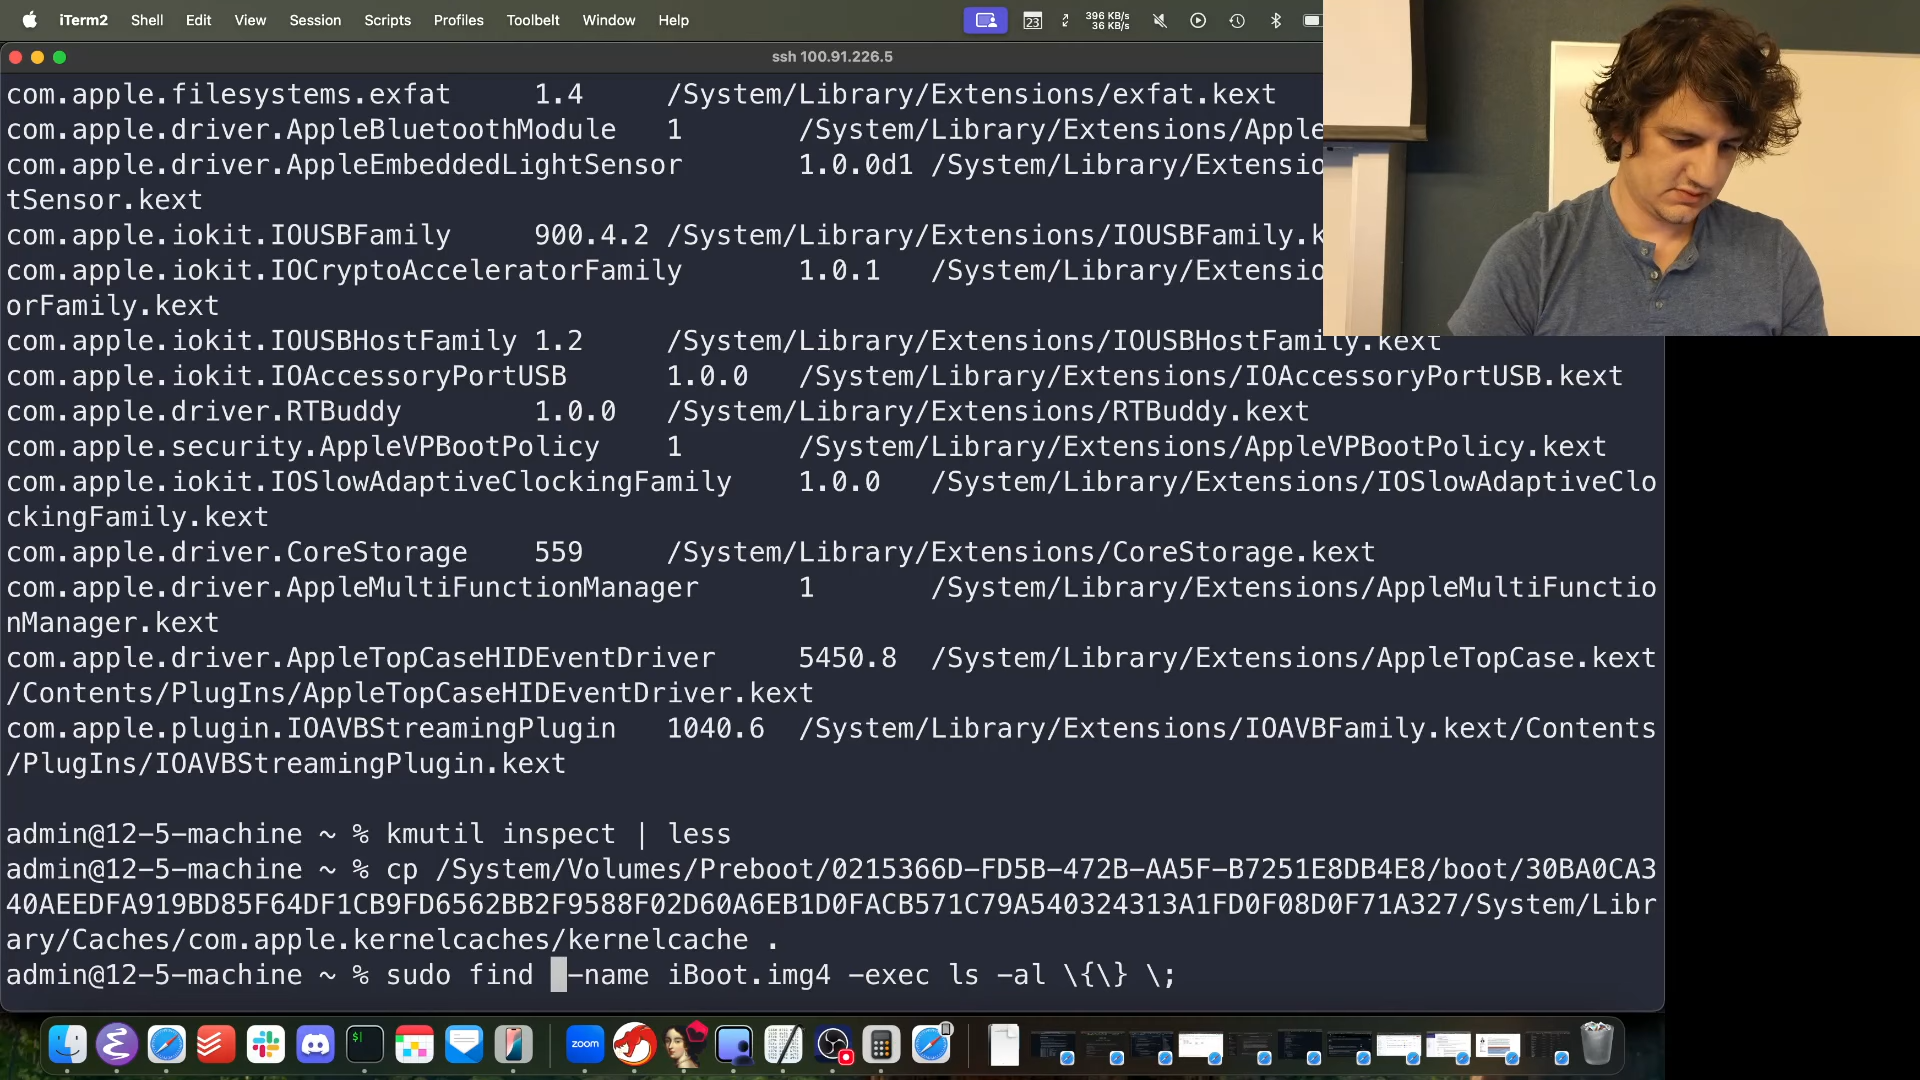 iTerm2 Shell Edit View Session Scripts Profiles Toolbelt Window Help 23 396 KB/s
36 KB/s
ssh 100.91.226.5
com.apple.filesystems.exfat 1.4 /System/Library/Extensions/exfat.kext
com.apple.driver.AppleBluetoothModule 1 /System/Library/Extensions/Apple
com.apple.driver.AppleEmbeddedLightSensor 1.0.0d1 /System/Library/Extensio
tSensor.kext
com.apple.iokit.IOUSBFamily 900.4.2 /System/Library/Extensions/IOUSBFamily.k
com.apple.iokit.IOCryptoAcceleratorFamily 1.0.1 /System/Library/Extensio
orFamily.kext
com.apple.iokit.IOUSBHostFamily 1.2 /System/Library/Extensions/IOUSBHostFamily.kext
com.apple.iokit.IOAccessoryPortUSB 1.0.0 /System/Library/Extensions/IOAccessoryPortUSB.kext
com.apple.driver.RTBuddy 1.0.0 /System/Library/Extensions/RTBuddy.kext
com.apple.security.AppleVPBootPolicy 1 /System/Library/Extensions/AppleVPBootPolicy.kext
com.apple.iokit.IOSlowAdaptiveClockingFamily 1.0.0 /System/Library/Extensions/IOSlowAdaptiveClo
ckingFamily.kext
com.apple.driver.CoreStorage 559 /System/Library/Extensions/CoreStorage.kext
com.apple.driver.AppleMultiFunctionManager 1 /System/Library/Extensions/AppleMultiFunctio
nManager.kext
com.apple.driver.AppleTopCaseHIDEventDriver 5450.8 /System/Library/Extensions/AppleTopCase.kext
/Contents/PlugIns/AppleTopCaseHIDEventDriver.kext
com.apple.plugin.IOAVBStreamingPlugin 1040.6 /System/Library/Extensions/IOAVBFamily.kext/Contents
/PlugIns/IOAVBStreamingPlugin.kext
admin@12-5-machine ~ % kmutil inspect | less
admin@12-5-machine ~ % cp /System/Volumes/Preboot/0215366D-FD5B-472B-AA5F-B7251E8DB4E8/boot/30BA0CA3
40AEEDFA919BD85F64DF1CB9FD6562BB2F9588F02D60A6EB1D0FACB571C79A540324313A1FD0F08D0F71A327/System/Libr
ary/Caches/com.apple.kernelcaches/kernelcache .
admin@12-5-machine ~ % sudo find -name iBoot.img4 -exec ls -al \{\} \;
zoom